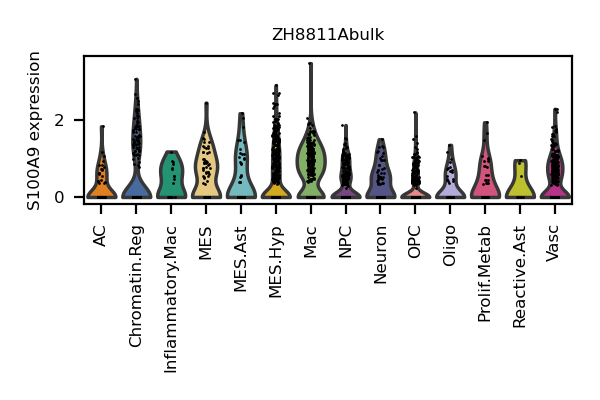 ZH8811Abulk
S100A9 expression
2
0
AC
Chromatin.Reg
Inflammatory.Mac
MES
MES.Ast
MES.Hyp
Mac
NPC
Neuron
OPC
Oligo
Prolif.Metab
Reactive.Ast
Vasc